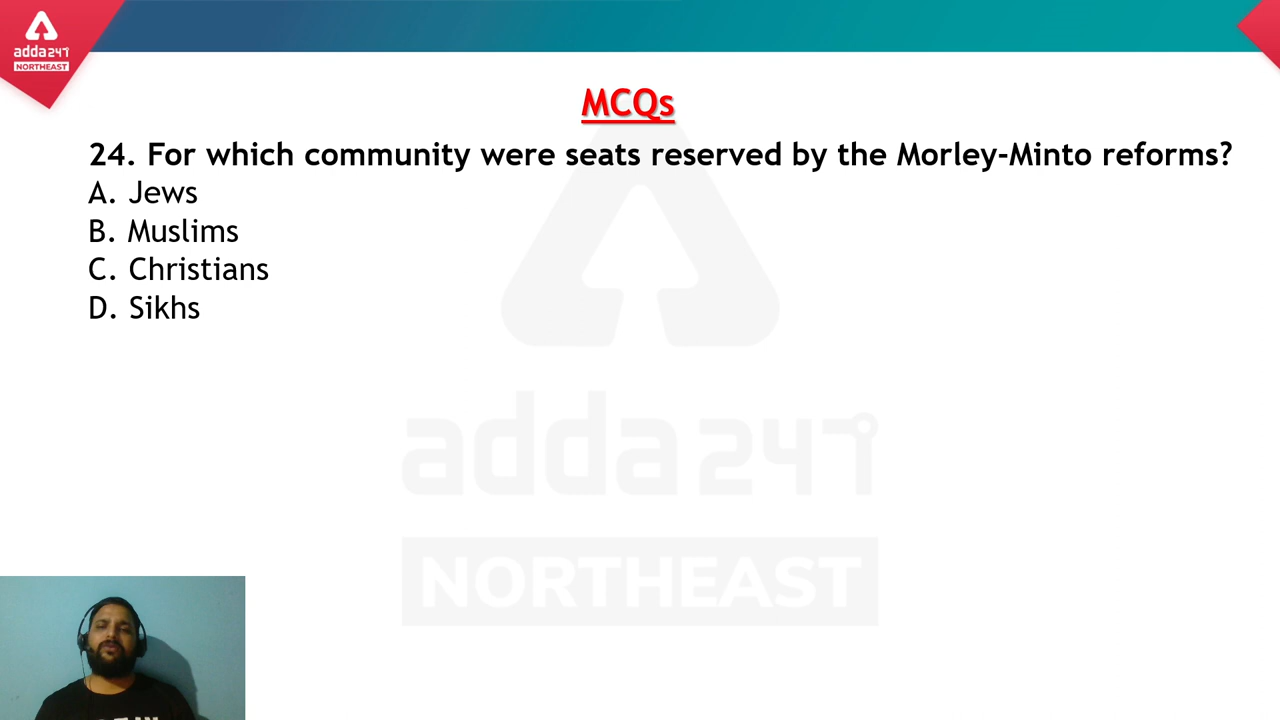 adda247
NORTHEAST
MCQs
24. For which community were seats reserved by the Morley-Minto reforms?
A. Jews
B. Muslims
C. Christians
D. Sikhs
adda247
NORTHEAST